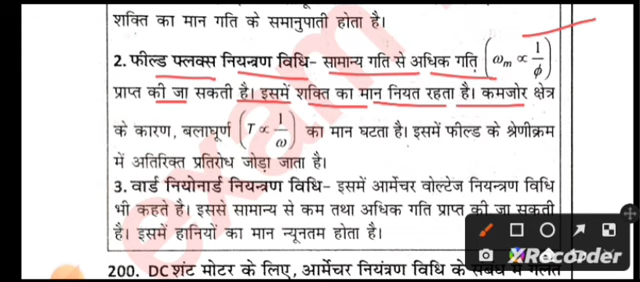 शक्ति का मान गति के समानुपाती होता है।
2. फील्ड फ्लक्स नियन्त्रण विधि- सामान्य गति से अधिक गति (ωm ∝ 1/ϕ)
प्राप्त की जा सकती है। इसमें शक्ति का मान नियत रहता है। कमजोर क्षेत्र
के कारण, बलाघूर्ण (T ∝ 1/ω) का मान घटता है। इसमें फील्ड के श्रेणीक्रम
में अतिरिक्त प्रतिरोध जोड़ा जाता है।
3. वार्ड नियोनार्ड नियन्त्रण विधि- इसमें आर्मेचर वोल्टेज नियन्त्रण विधि
भी कहते है। इससे सामान्य से कम तथा अधिक गति प्राप्त की जा सकती
है। इसमें हानियों का मान न्यूनतम होता है।
200. DC शंट मोटर के लिए, आर्मेचर नियंत्रण विधि के संबंध में गलत
XRecorder
exam